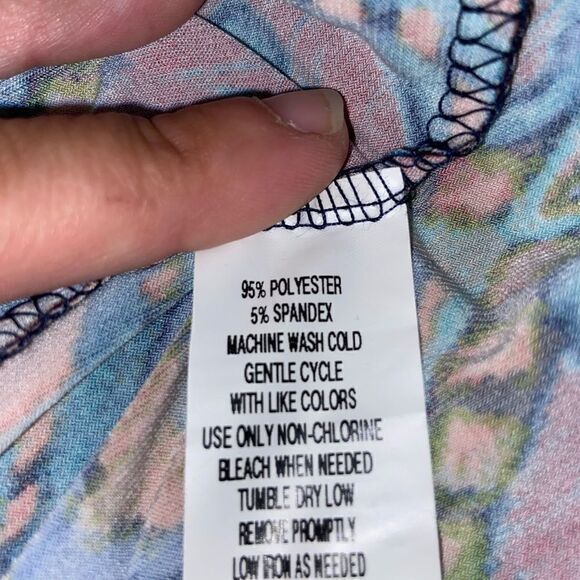 95% POLYESTER
5% SPANDEX
MACHINE WASH COLD
GENTLE CYCLE
WITH LIKE COLORS
USE ONLY NON-CHLORINE
BLEACH WHEN NEEDED
TUMBLE DRY LOW
REMOVE PROMPTLY
LOW IRON AS NEEDED